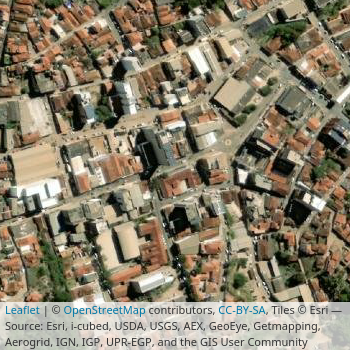 Leaflet | © OpenStreetMap contributors, CC-BY-SA, Tiles © Esri —
Source: Esri, i-cubed, USDA, USGS, AEX, GeoEye, Getmapping,
Aerogrid, IGN, IGP, UPR-EGP, and the GIS User Community